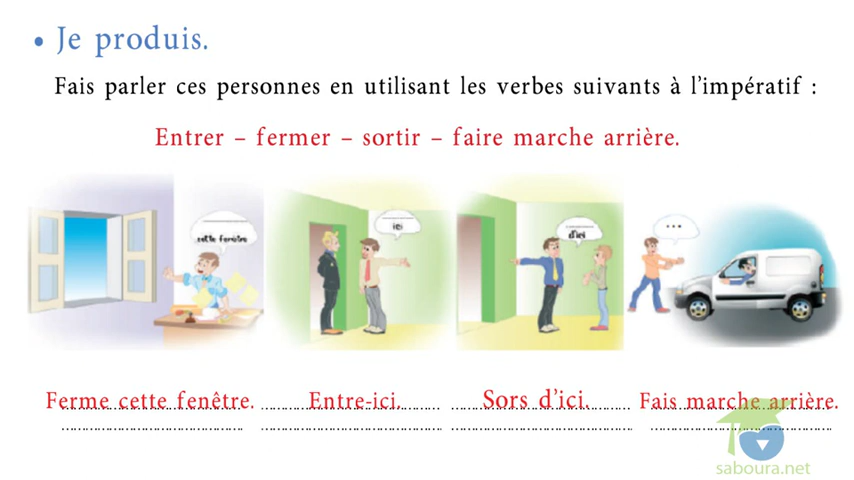 • Je produis.
Fais parler ces personnes en utilisant les verbes suivants à l'impératif :
Entrer – fermer – sortir – faire marche arrière.
cette fenêtre
ici
d'ici
...
Ferme cette fenêtre.
Entre-ici.
Sors d'ici.
Fais marche arrière.
saboura.net